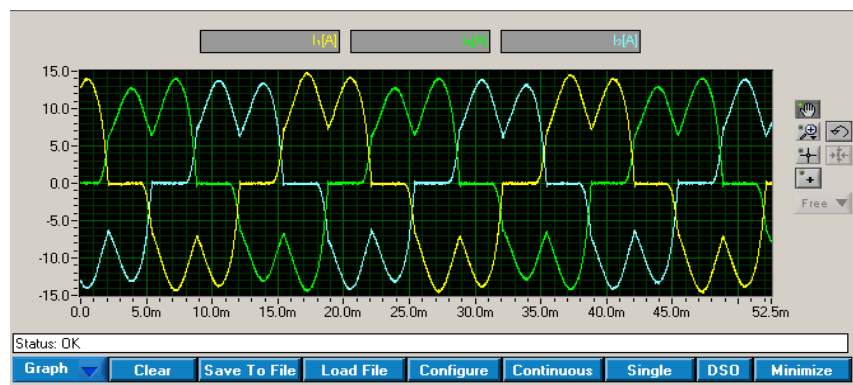 I₁[A] I₂[A] I₃[A]
15.0
10.0
5.0
0.0
-5.0
-10.0
-15.0
0.0 5.0m 10.0m 15.0m 20.0m 25.0m 30.0m 35.0m 40.0m 45.0m 52.5m
Free
Status: OK
Graph Clear Save To File Load File Configure Continuous Single DSO Minimize